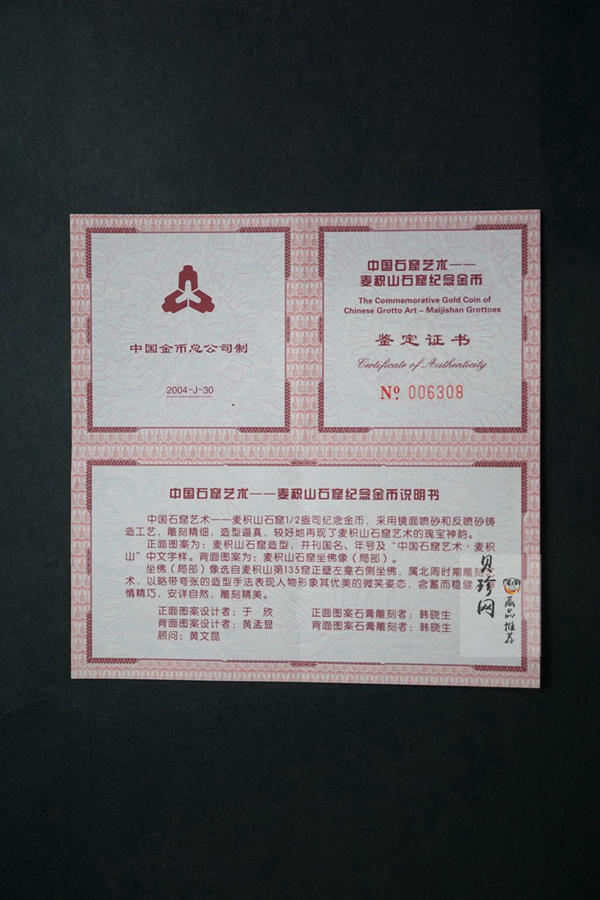 中国金币总公司制
2004-J-30
中国石窟艺术——
麦积山石窟纪念金币
The Commemorative Gold Coin of
Chinese Grotto Art – Maijishan Grottoes
鉴定证书
Certificate of Authenticity
No. 006308
中国石窟艺术——麦积山石窟纪念金币说明书
中国石窟艺术——麦积山石窟1/2盎司纪念金币，采用镜面喷砂和反喷砂铸
造工艺，雕刻精细，造型逼真，较好地再现了麦积山石窟艺术的瑰宝神韵。
正面图案为：麦积山石窟造型，并刊国名、年号及“中国石窟艺术·麦积
山”中文字样。背面图案为：麦积山石窟坐佛像（局部）。
坐佛（局部）像选自麦积山第135窟正壁左龛右侧坐佛，属北周时期雕刻
术，以略带夸张的造型手法表现人物形象其优美的微笑姿态，含蓄而稳健
情精巧，安详自然，雕刻精美。
正面图案设计者：于 欣
正面图案石膏雕刻者：韩晓生
背面图案设计者：黄孟显
背面图案石膏雕刻者：韩晓生
顾问：黄文昆
贝珍网
藏品推荐